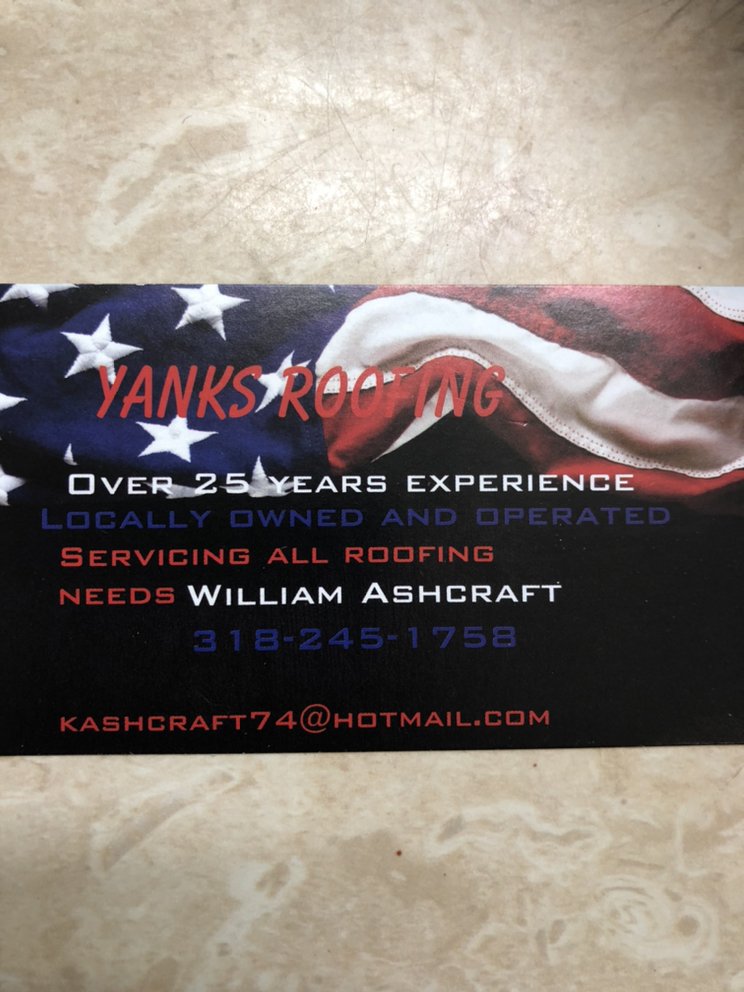 YANKS ROOFING
OVER 25 YEARS EXPERIENCE
LOCALLY OWNED AND OPERATED
SERVICING ALL ROOFING
NEEDS WILLIAM ASHCRAFT
318-245-1758
KASHCRAFT74@HOTMAIL.COM